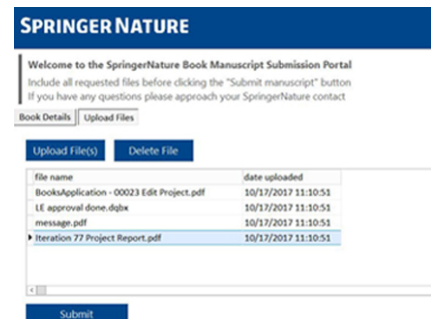 SPRINGER NATURE
Welcome to the SpringerNature Book Manuscript Submission Portal
Include all requested files before clicking the "Submit manuscript" button
If you have any questions please approach your SpringerNature contact
Book Details Upload Files
Upload File(s) Delete File
file name date uploaded
BooksApplication - 00023 Edit Project.pdf 10/17/2017 11:10:51
LE approval done.dqbx 10/17/2017 11:10:51
message.pdf 10/17/2017 11:10:51
Iteration 77 Project Report.pdf 10/17/2017 11:10:51
Submit